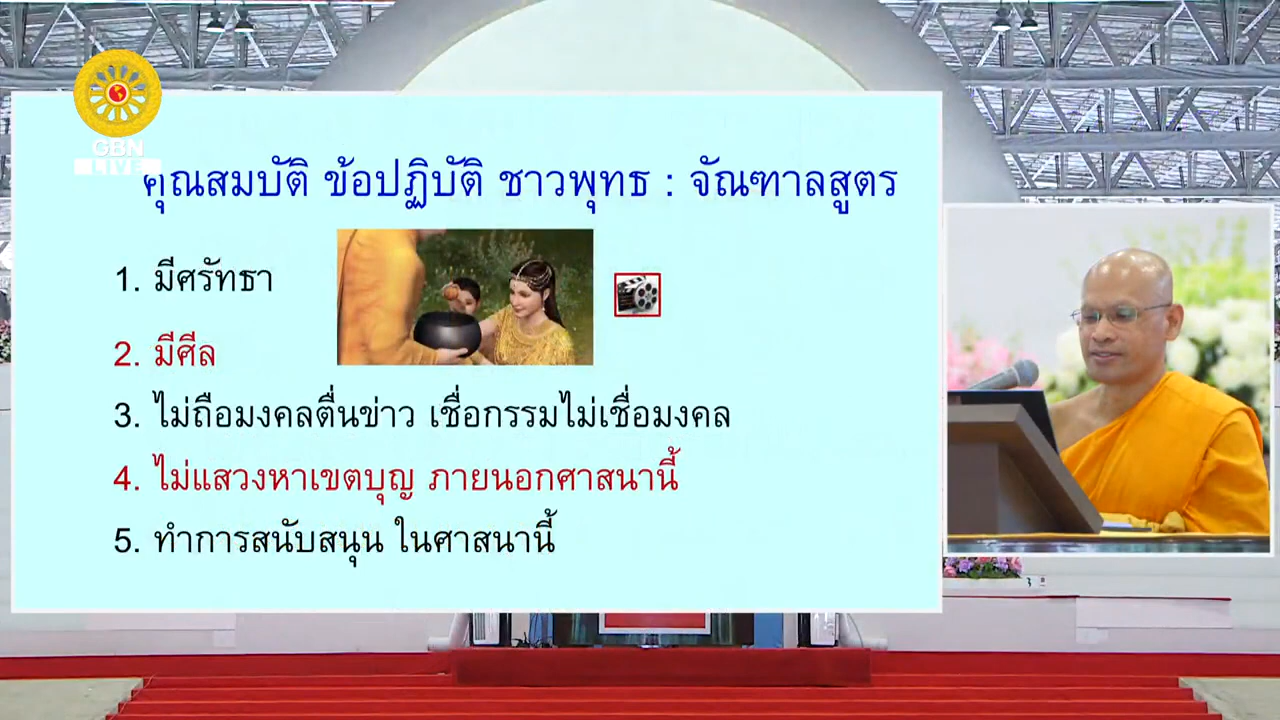 GBN
LIVE
คุณสมบัติ ข้อปฏิบัติ ชาวพุทธ : จัณฑาลสูตร
1. มีศรัทธา
2. มีศีล
3. ไม่ถือมงคลตื่นข่าว เชื่อกรรมไม่เชื่อมงคล
4. ไม่แสวงหาเขตบุญ ภายนอกศาสนานี้
5. ทำการสนับสนุน ในศาสนานี้